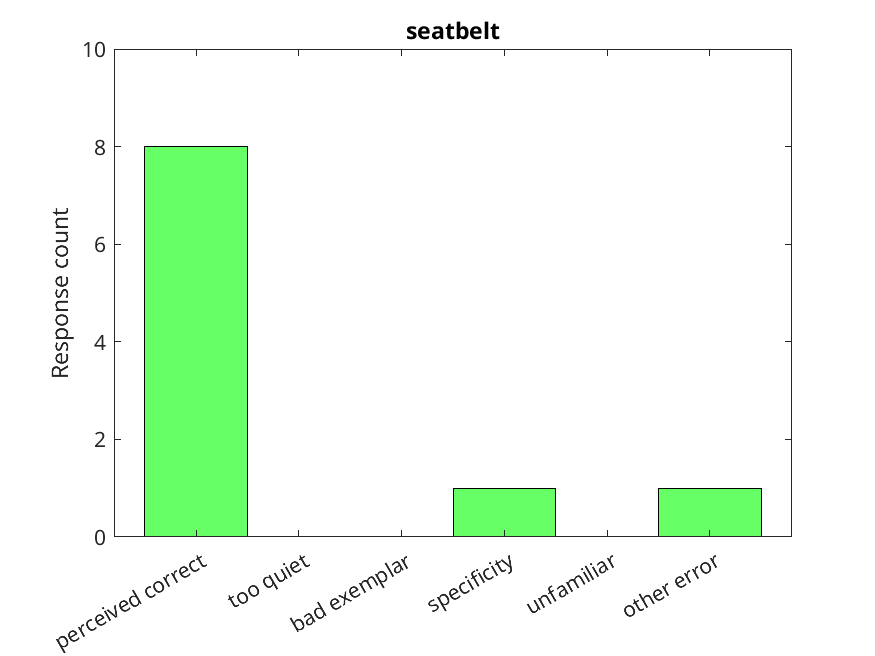 seatbelt
10
8
6
4
2
0
Response count
perceived correct
too quiet
bad exemplar
specificity
unfamiliar
other error